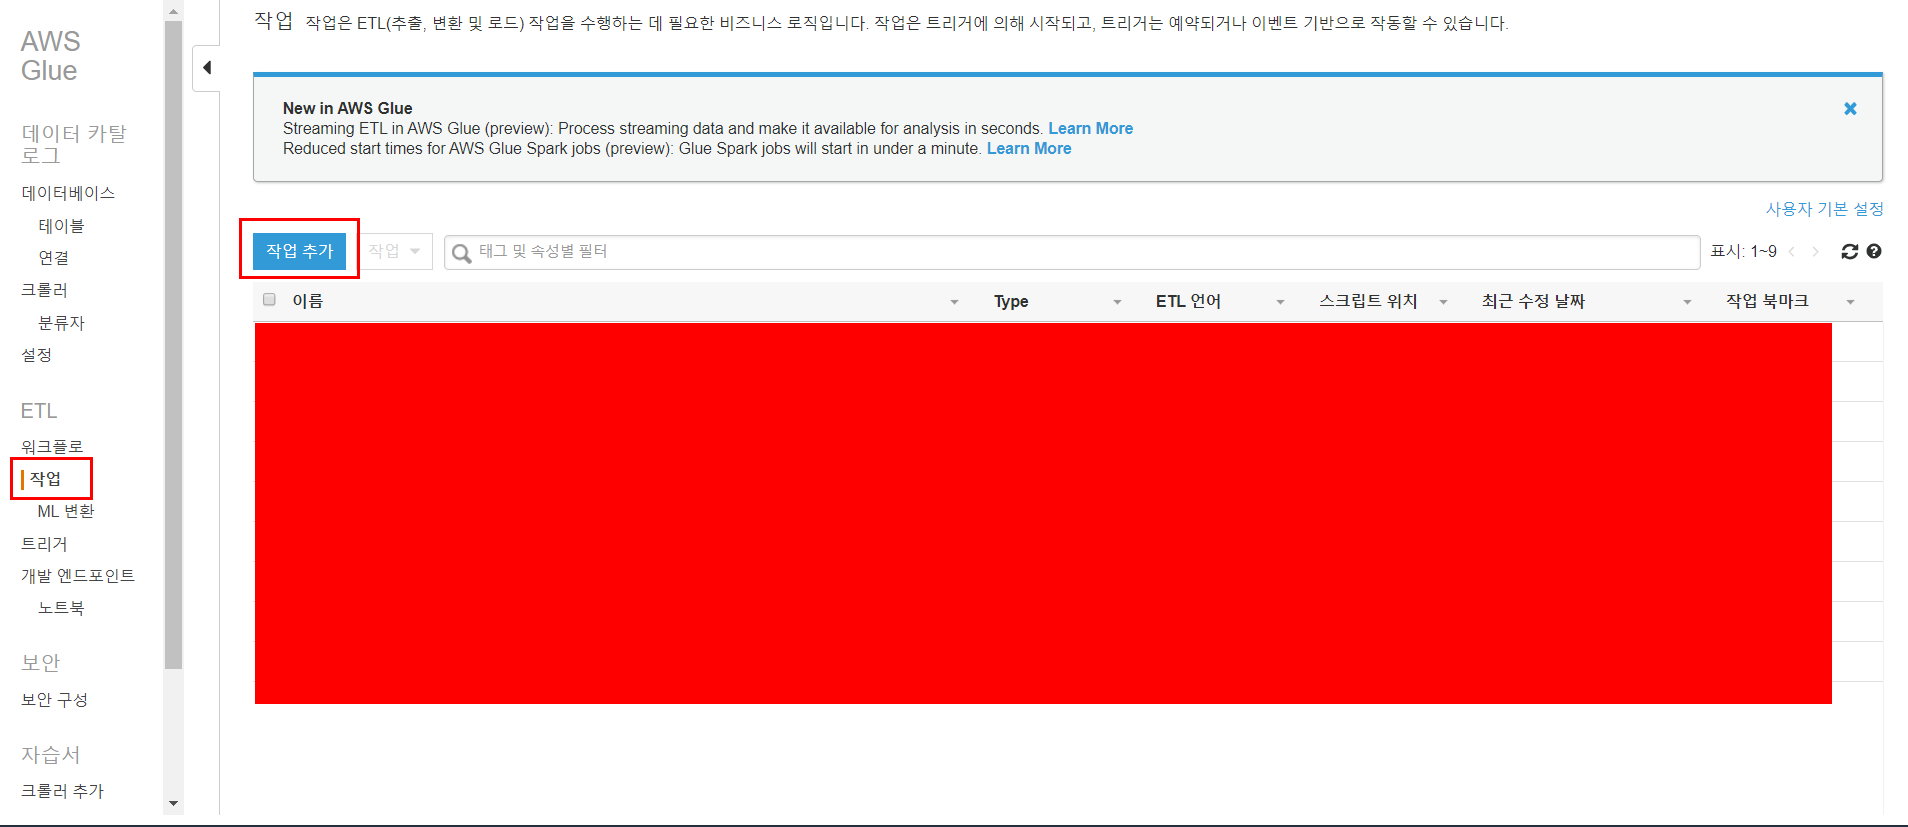 AWS
Glue
데이터 카탈
로그
데이터베이스
테이블
연결
크롤러
분류자
설정
ETL
워크플로
작업
ML 변환
트리거
개발 엔드포인트
노트북
보안
보안 구성
자습서
크롤러 추가
작업 작업은 ETL(추출, 변환 및 로드) 작업을 수행하는 데 필요한 비즈니스 로직입니다. 작업은 트리거에 의해 시작되고, 트리거는 예약되거나 이벤트 기반으로 작동할 수 있습니다.
New in AWS Glue
Streaming ETL in AWS Glue (preview): Process streaming data and make it available for analysis in seconds. Learn More
Reduced start times for AWS Glue Spark jobs (preview): Glue Spark jobs will start in under a minute. Learn More
사용자 기본 설정
작업 추가 작업 태그 및 속성별 필터 표시: 1~9
이름 Type ETL 언어 스크립트 위치 최근 수정 날짜 작업 북마크